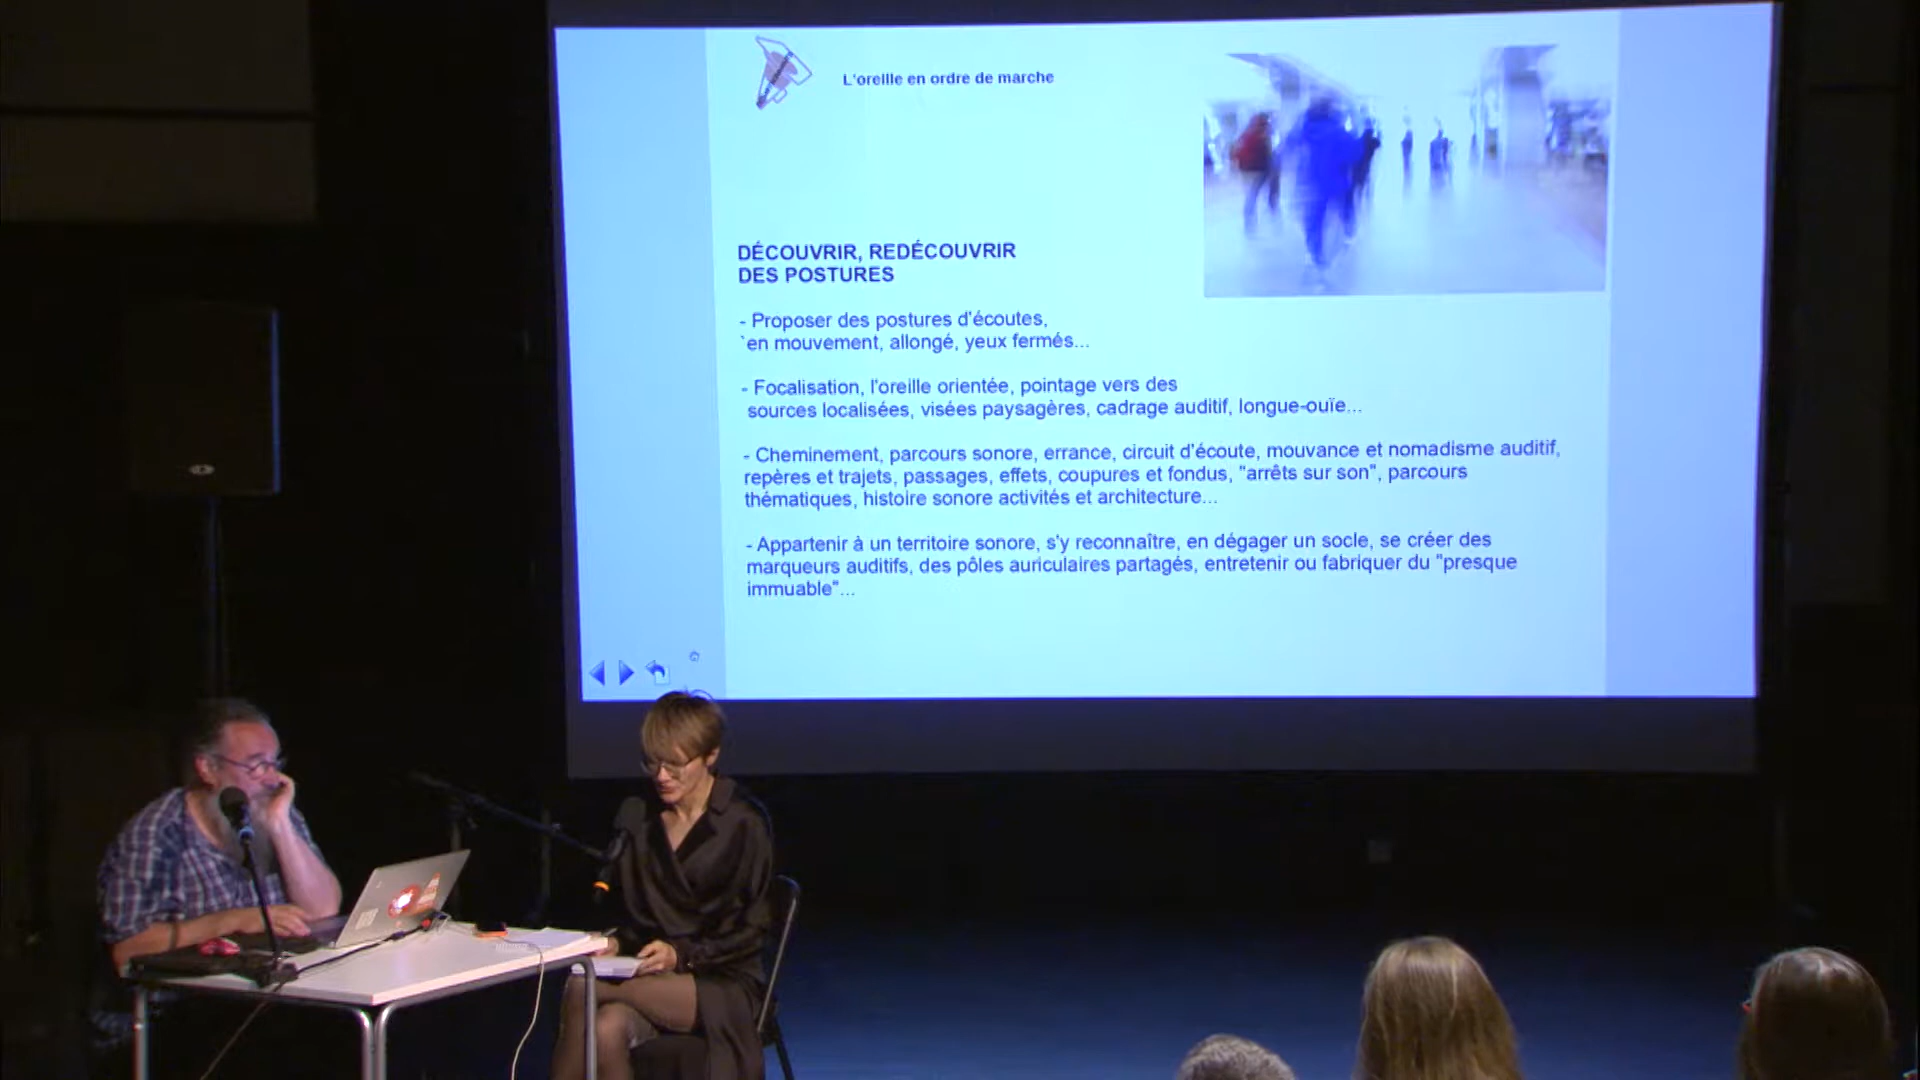 L'oreille en ordre de marche
DÉCOUVRIR, REDÉCOUVRIR
DES POSTURES
- Proposer des postures d'écoutes,
`en mouvement, allongé, yeux fermés...
- Focalisation, l'oreille orientée, pointage vers des
sources localisées, visées paysagères, cadrage auditif, longue-ouïe...
- Cheminement, parcours sonore, errance, circuit d'écoute, mouvance et nomadisme auditif,
repères et trajets, passages, effets, coupures et fondus, "arrêts sur son", parcours
thématiques, histoire sonore activités et architecture...
- Appartenir à un territoire sonore, s'y reconnaître, en dégager un socle, se créer des
marqueurs auditifs, des pôles auriculaires partagés, entretenir ou fabriquer du "presque
immuable"...